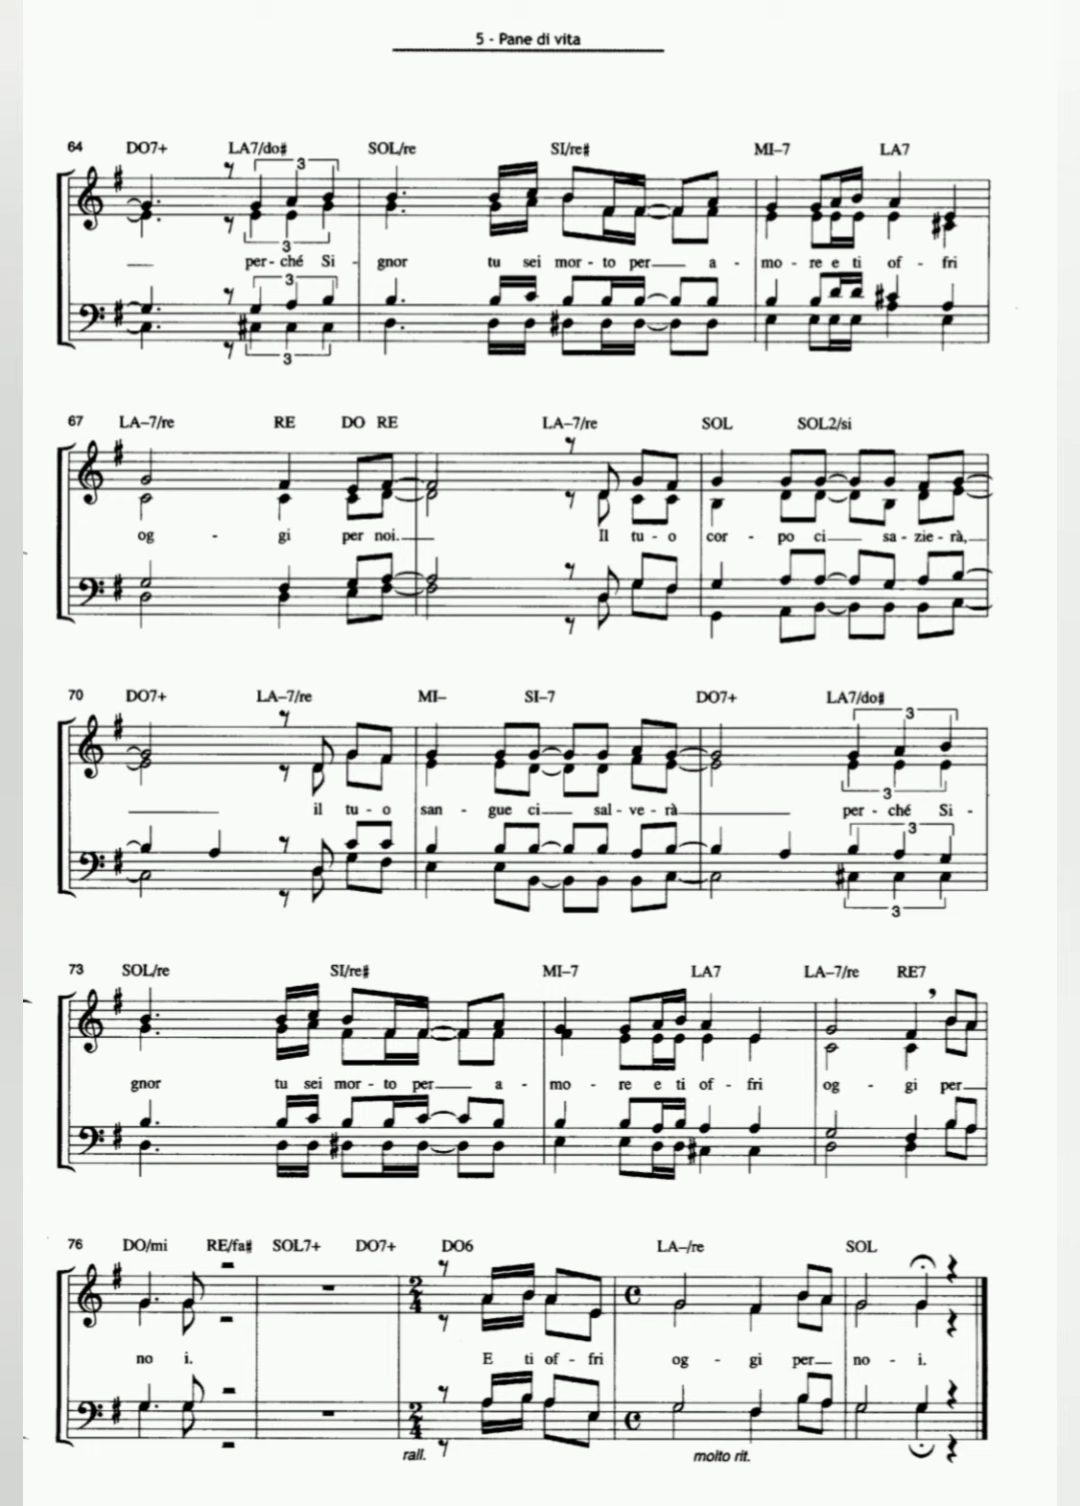 5 - Pane di vita
64 DO7+ LA7/do# SOL/re SI/re# MI–7 LA7
3
3
per - ché Si - gnor tu sei mor - to per a - mo - re e ti of - fri
3
3
67 LA–7/re RE DO RE LA–7/re SOL SOL2/si
og - gi per noi. Il tu - o cor - po ci sa - zie - rà,
70 DO7+ LA–7/re MI– SI–7 DO7+ LA7/do#
3
3
il tu - o san - gue ci sal - ve - rà per - ché Si -
3
3
73 SOL/re SI/re# MI–7 LA7 LA–7/re RE7
gnor tu sei mor - to per a - mo - re e ti of - fri og - gi per
76 DO/mi RE/fa# SOL7+ DO7+ DO6 LA–/re SOL
2
4
no i. E ti of - fri og - gi per no - i.
2
4
rall. molto rit.